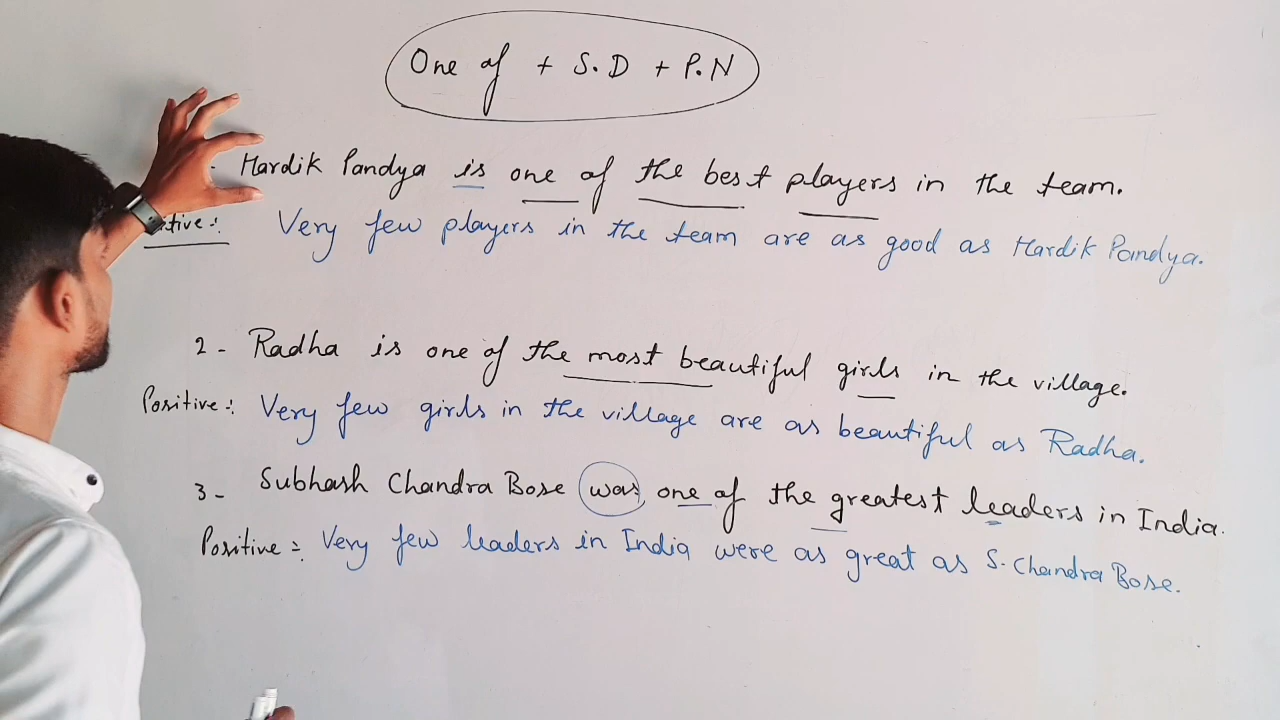 One of + S.D + P.N
Hardik Pandya is one of the best players in the team.
tive:. Very few players in the team are as good as Hardik Pandya.
2- Radha is one of the most beautiful girls in the village.
Positive:. Very few girls in the village are as beautiful as Radha.
3- Subhash Chandra Bose was one of the greatest leaders in India.
Positive:. Very few leaders in India were as great as S. Chandra Bose.